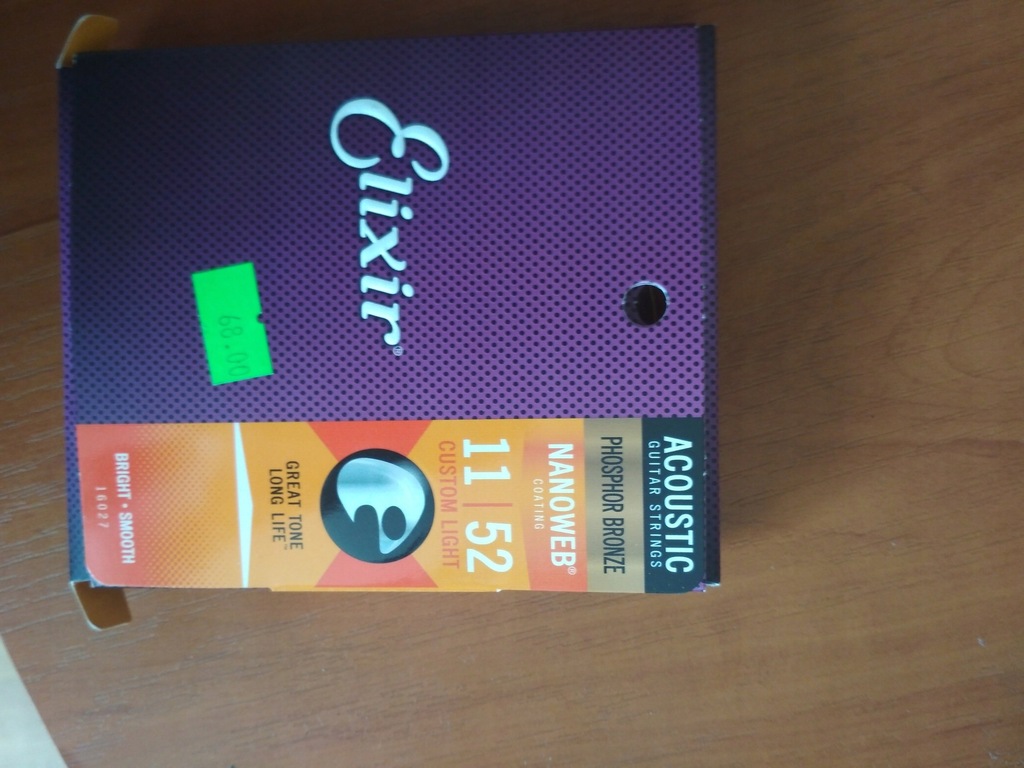 Elixir®
68.00
ACOUSTIC
GUITAR STRINGS
PHOSPHOR BRONZE
NANOWEB®
COATING
11 | 52
CUSTOM LIGHT
GREAT TONE
LONG LIFE™
BRIGHT • SMOOTH
16027